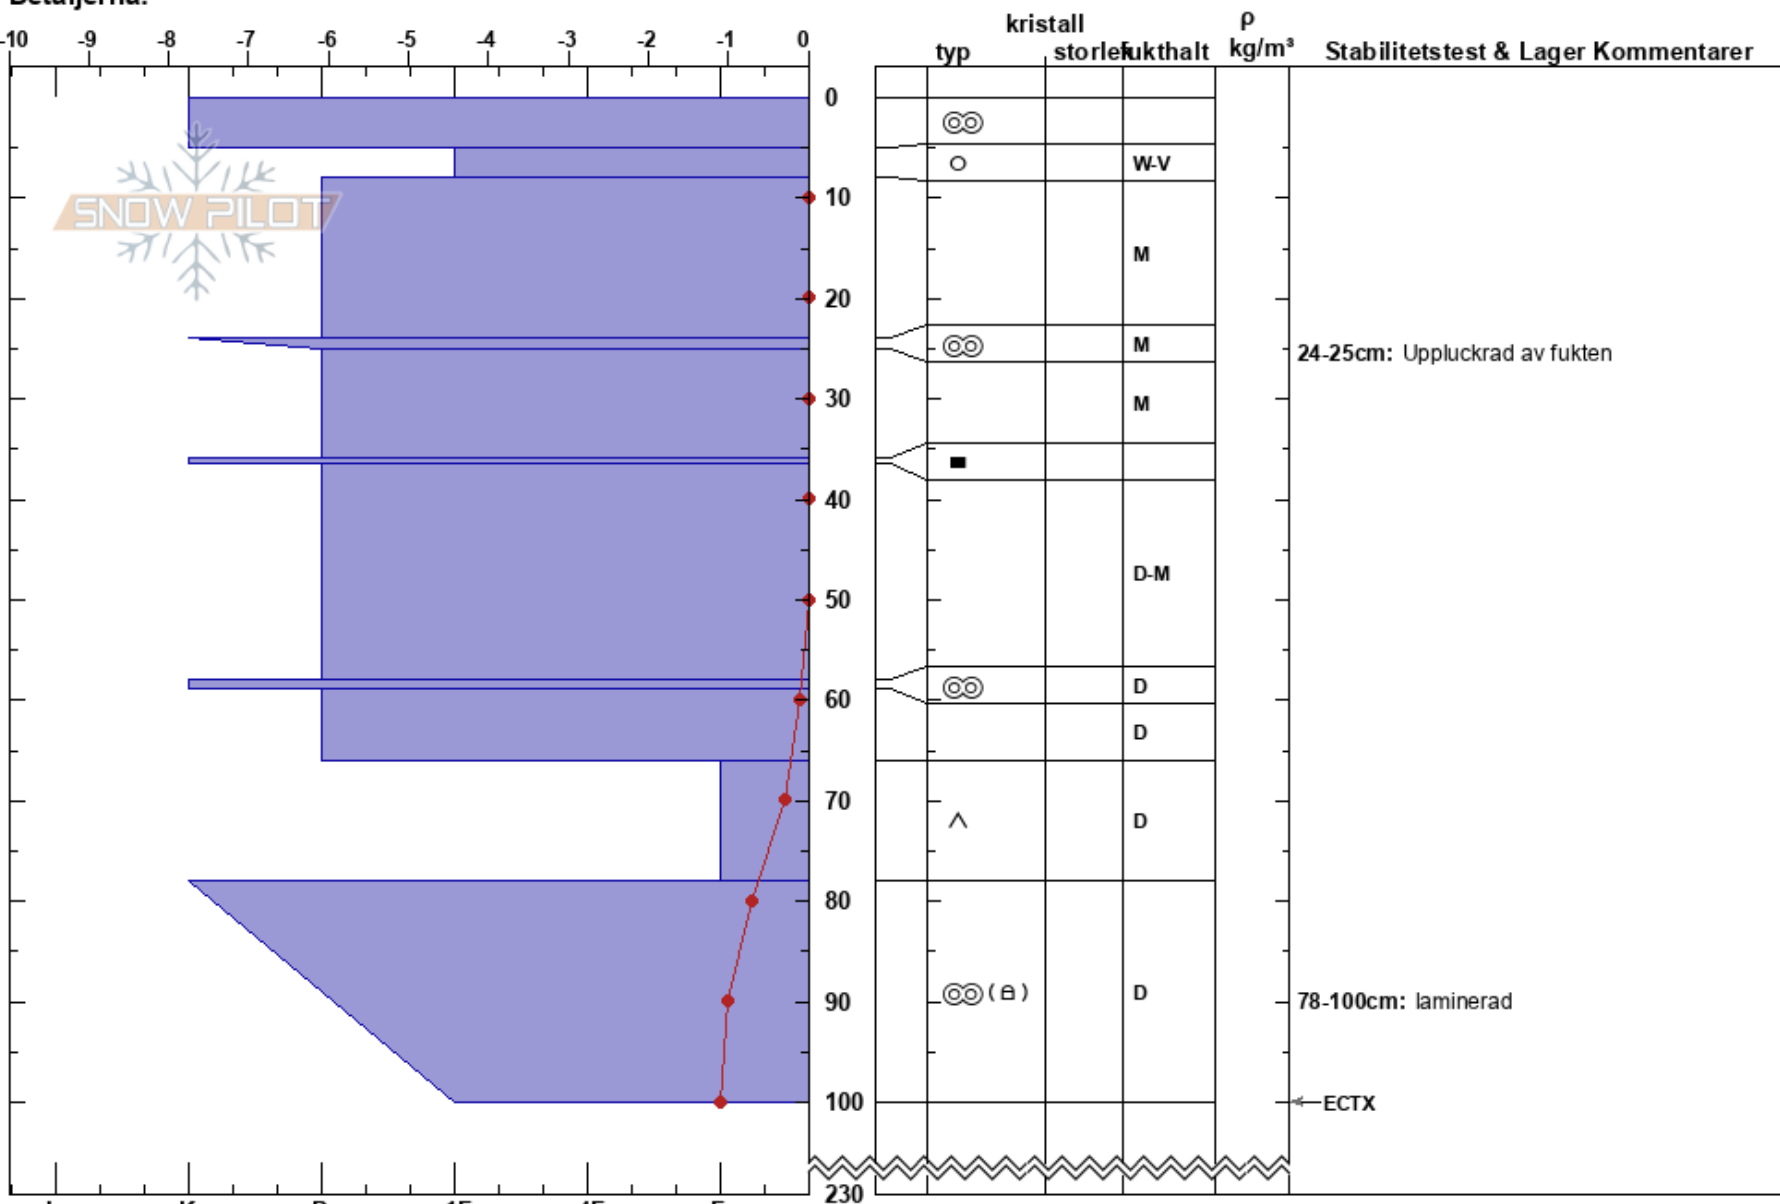 Detaljerna:
kristall ρ
-10 -9 -8 -7 -6 -5 -4 -3 -2 -1 0 typ storlek fukthalt kg/m³ Stabilitetstest & Lager Kommentarer
0
W-V
SNOW PILOT
10
M
20
M
24-25cm: Uppluckrad av fukten
30
M
40
D-M
50
D
60
D
70
D
80
90
D
78-100cm: laminerad
100
ECTX
230